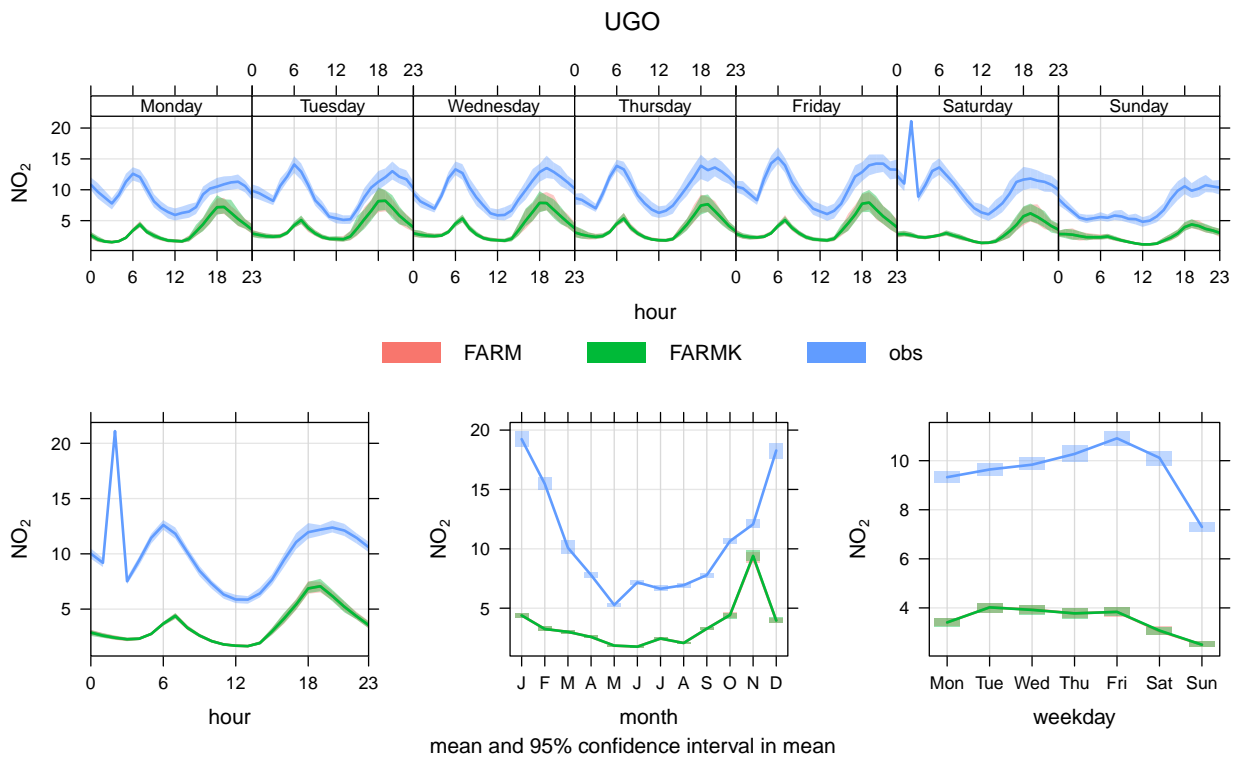 UGO
0 6 12 18 23 0 6 12 18 23 0 6 12 18 23
Monday Tuesday Wednesday Thursday Friday Saturday Sunday
NO2
20
15
10
5
0 6 12 18 23 0 6 12 18 23 0 6 12 18 23 0 6 12 18 23
hour
FARM FARMK obs
NO2
20
15
10
5
0 6 12 18 23
hour
NO2
20
15
10
5
J F M A M J J A S O N D
month
NO2
10
8
6
4
Mon Tue Wed Thu Fri Sat Sun
weekday
mean and 95% confidence interval in mean